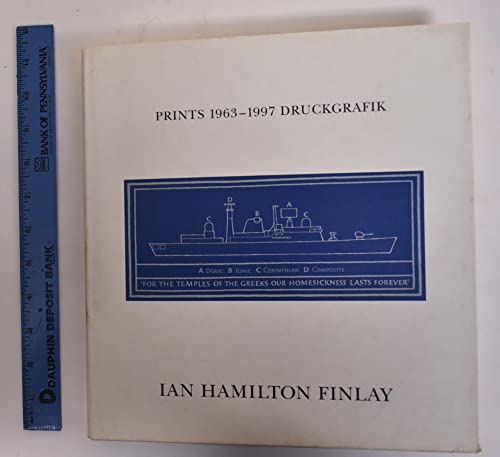 PRINTS 1963–1997 DRUCKGRAFIK
A
D
B
C
C
A DORIC B IONIC C CORINTHIAN D COMPOSITE
'FOR THE TEMPLES OF THE GREEKS OUR HOMESICKNESS LASTS FOREVER'
IAN HAMILTON FINLAY
BANK OF PENNSYLVANIA
DAUPHIN DEPOSIT BANK